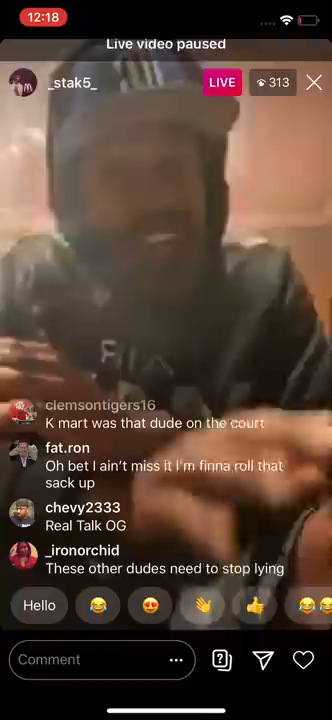 12:18
Live video paused
_stak5_
LIVE
313
FILA
clemsontigers16
K mart was that dude on the court
fat.ron
Oh bet I ain't miss it I'm finna roll that
sack up
chevy2333
Real Talk OG
_ironorchid
These other dudes need to stop lying
Hello
Comment